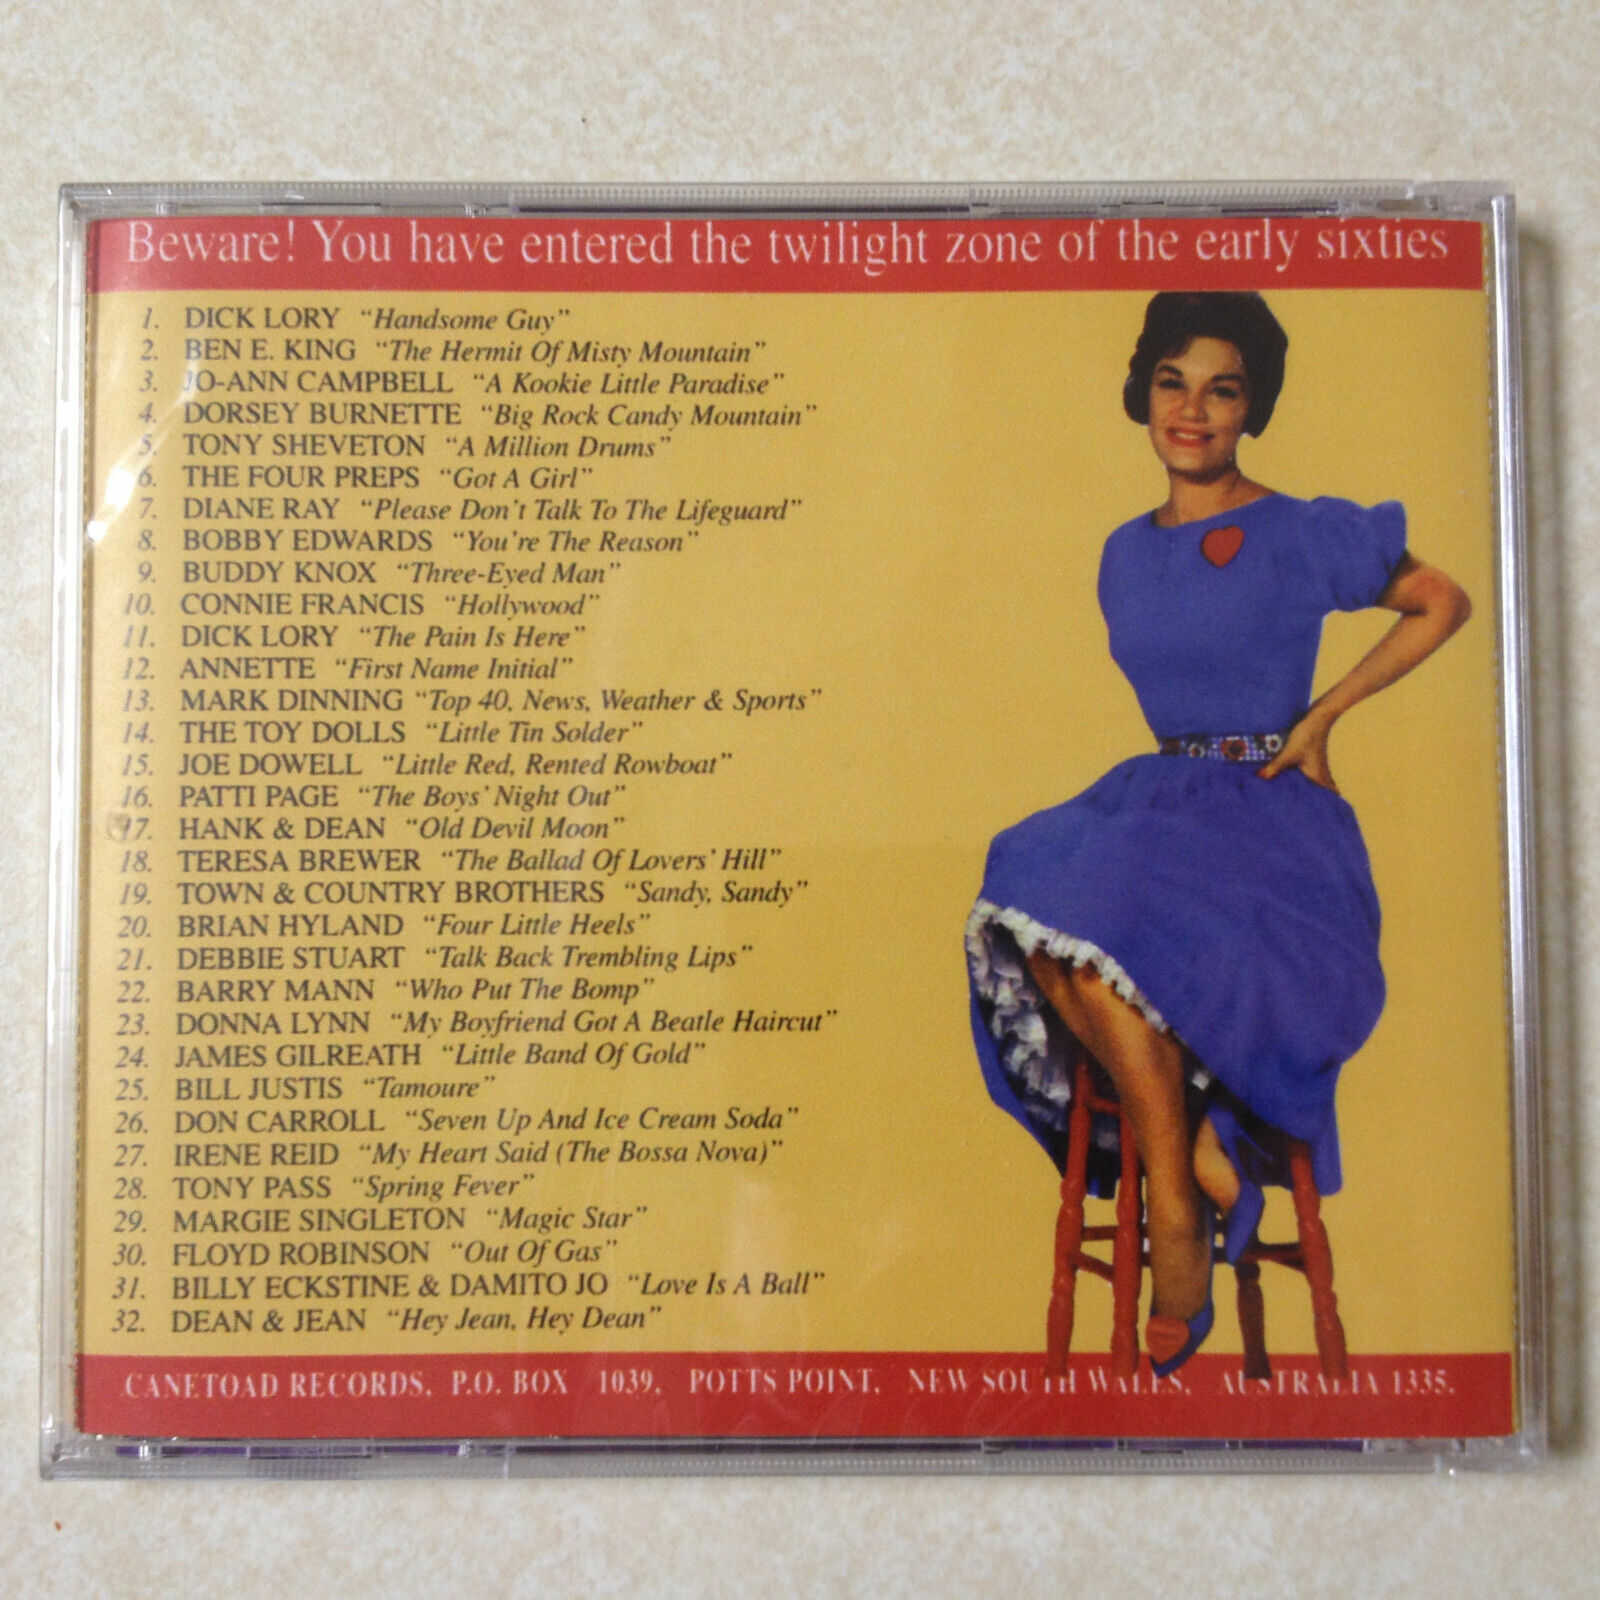 Beware! You have entered the twilight zone of the early sixties
1. DICK LORY “Handsome Guy”
2. BEN E. KING “The Hermit Of Misty Mountain”
3. JO-ANN CAMPBELL “A Kookie Little Paradise”
4. DORSEY BURNETTE “Big Rock Candy Mountain”
5. TONY SHEVETON “A Million Drums”
6. THE FOUR PREPS “Got A Girl”
7. DIANE RAY “Please Don't Talk To The Lifeguard”
8. BOBBY EDWARDS “You're The Reason”
9. BUDDY KNOX “Three-Eyed Man”
10. CONNIE FRANCIS “Hollywood”
11. DICK LORY “The Pain Is Here”
12. ANNETTE “First Name Initial”
13. MARK DINNING “Top 40, News, Weather & Sports”
14. THE TOY DOLLS “Little Tin Solder”
15. JOE DOWELL “Little Red, Rented Rowboat”
16. PATTI PAGE “The Boys' Night Out”
17. HANK & DEAN “Old Devil Moon”
18. TERESA BREWER “The Ballad Of Lovers' Hill”
19. TOWN & COUNTRY BROTHERS “Sandy, Sandy”
20. BRIAN HYLAND “Four Little Heels”
21. DEBBIE STUART “Talk Back Trembling Lips”
22. BARRY MANN “Who Put The Bomp”
23. DONNA LYNN “My Boyfriend Got A Beatle Haircut”
24. JAMES GILREATH “Little Band Of Gold”
25. BILL JUSTIS “Tamoure”
26. DON CARROLL “Seven Up And Ice Cream Soda”
27. IRENE REID “My Heart Said (The Bossa Nova)”
28. TONY PASS “Spring Fever”
29. MARGIE SINGLETON “Magic Star”
30. FLOYD ROBINSON “Out Of Gas”
31. BILLY ECKSTINE & DAMITO JO “Love Is A Ball”
32. DEAN & JEAN “Hey Jean, Hey Dean”
CANETOAD RECORDS, P.O. BOX 1039, POTTS POINT, NEW SOUTH WALES, AUSTRALIA 1335.